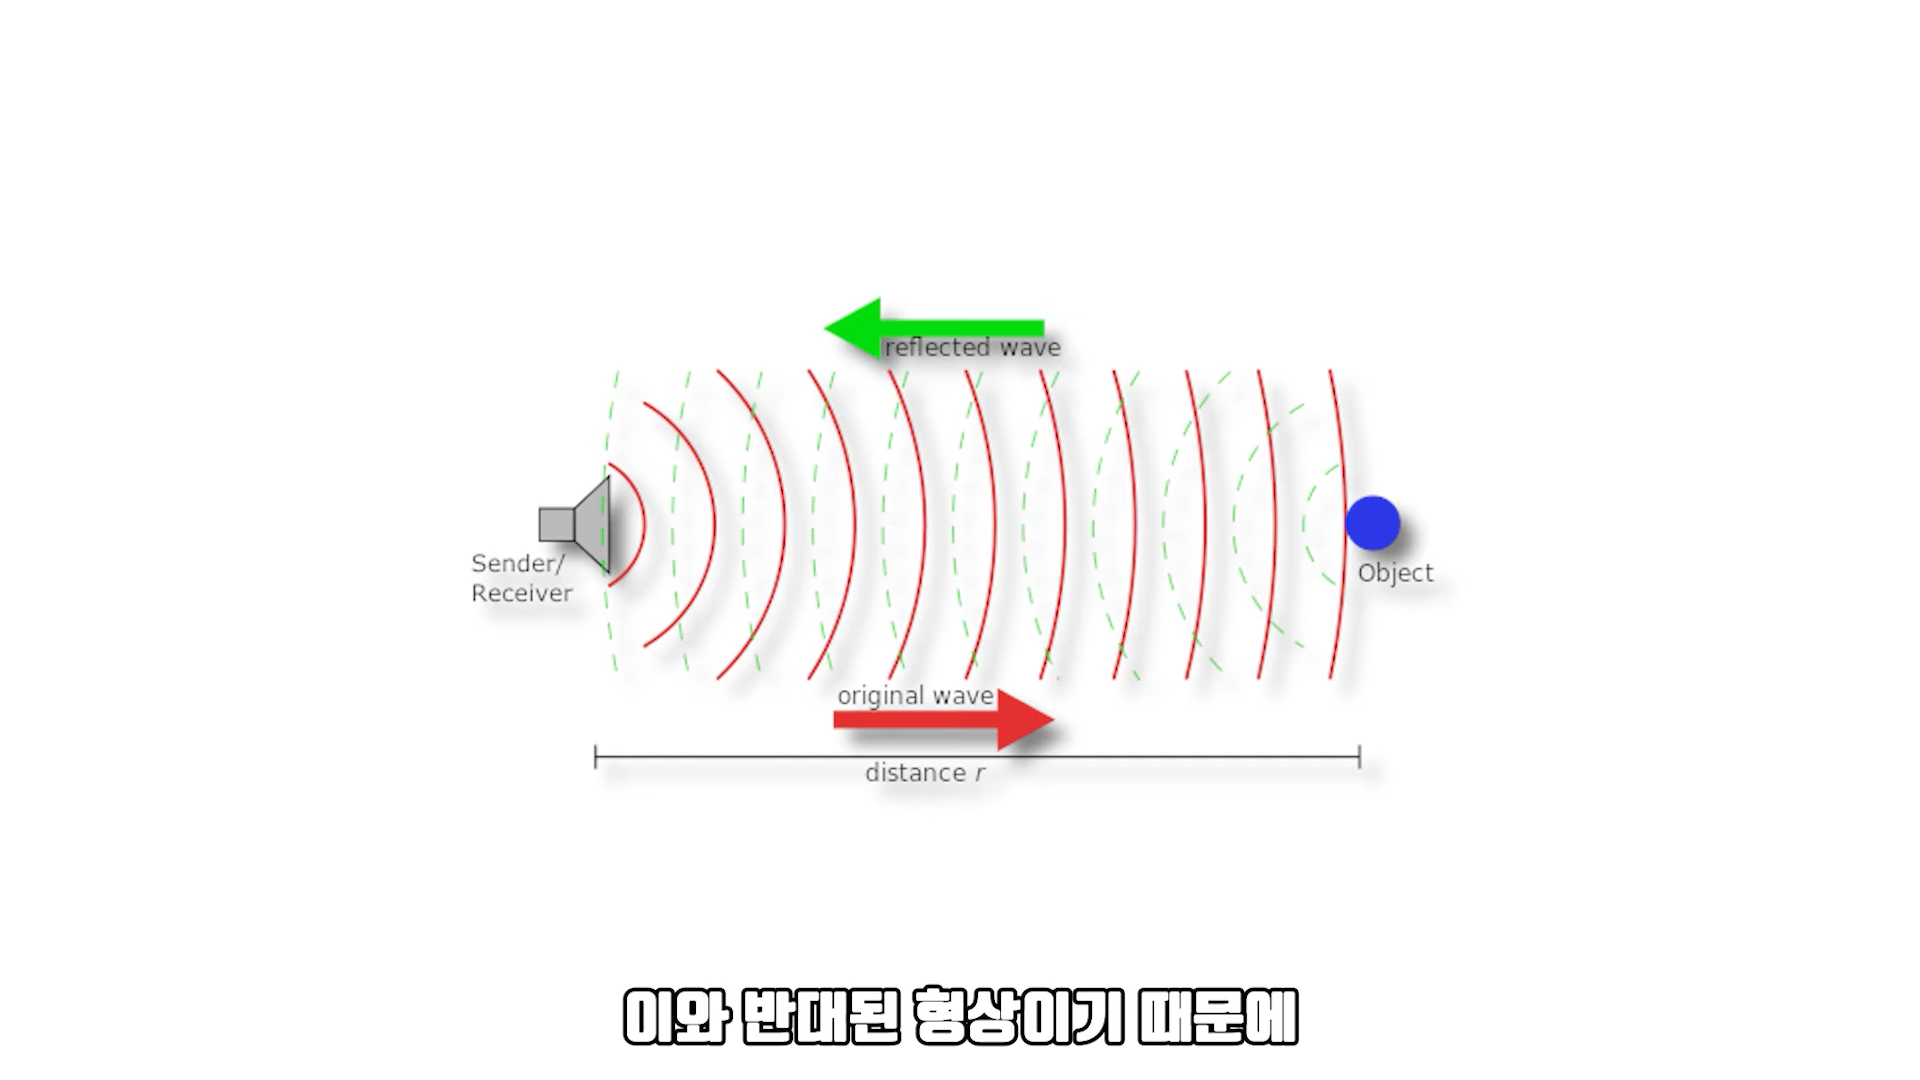 reflected wave
Sender/
Receiver
Object
original wave
distance r
이와 반대된 형상이기 때문에